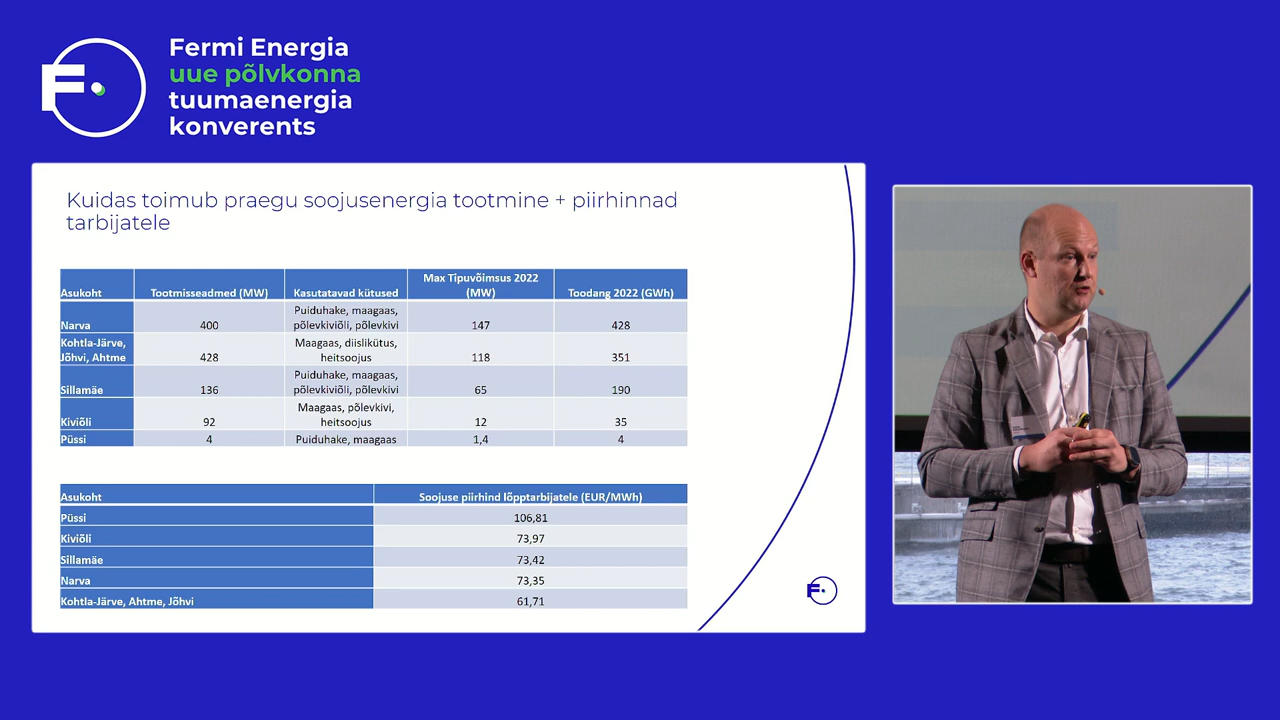 Fermi Energia
uue põlvkonna
tuumaenergia
konverents
Kuidas toimub praegu soojusenergia tootmine + piirhinnad
tarbijatele
Asukoht Tootmisseadmed (MW) Kasutatavad kütused Max Tipuvõimsus 2022 (MW) Toodang 2022 (GWh)
Narva 400 Puiduhake, maagaas, põlevkiviõli, põlevkivi 147 428
Kohtla-Järve, Jõhvi, Ahtme 428 Maagaas, diislikütus, heitsoojus 118 351
Sillamäe 136 Puiduhake, maagaas, põlevkiviõli, põlevkivi 65 190
Kiviõli 92 Maagaas, põlevkivi, heitsoojus 12 35
Püssi 4 Puiduhake, maagaas 1,4 4
Asukoht Soojuse piirhind lõpptarbijatele (EUR/MWh)
Püssi 106,81
Kiviõli 73,97
Sillamäe 73,42
Narva 73,35
Kohtla-Järve, Ahtme, Jõhvi 61,71